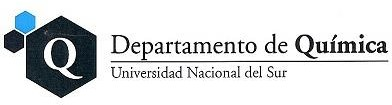 Q
Departamento de Química
Universidad Nacional del Sur